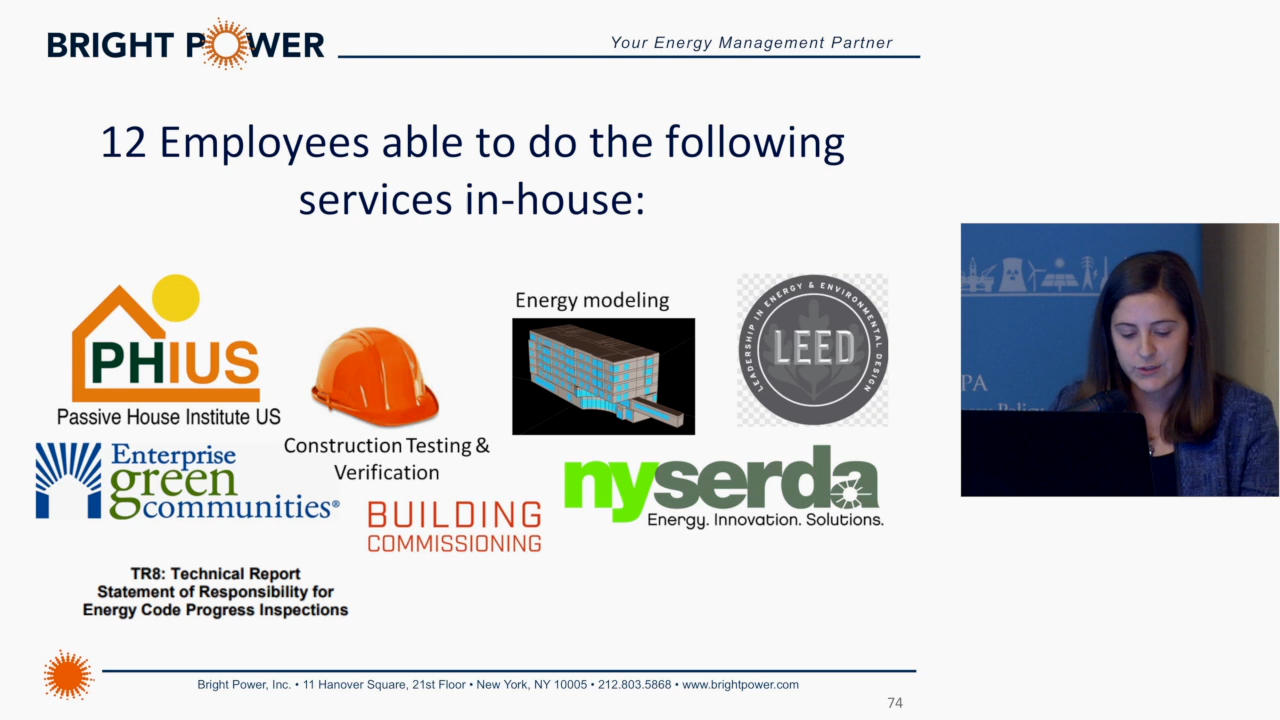 BRIGHT POWER
Your Energy Management Partner
12 Employees able to do the following
services in-house:
PHIUS
Passive House Institute US
Construction Testing &
Verification
Energy modeling
LEADERSHIP IN ENERGY & ENVIRONMENTAL DESIGN
LEED
Enterprise
green
communities®
BUILDING
COMMISSIONING
nyserda
Energy. Innovation. Solutions.
TR8: Technical Report
Statement of Responsibility for
Energy Code Progress Inspections
Bright Power, Inc. • 11 Hanover Square, 21st Floor • New York, NY 10005 • 212.803.5868 • www.brightpower.com
74
PA